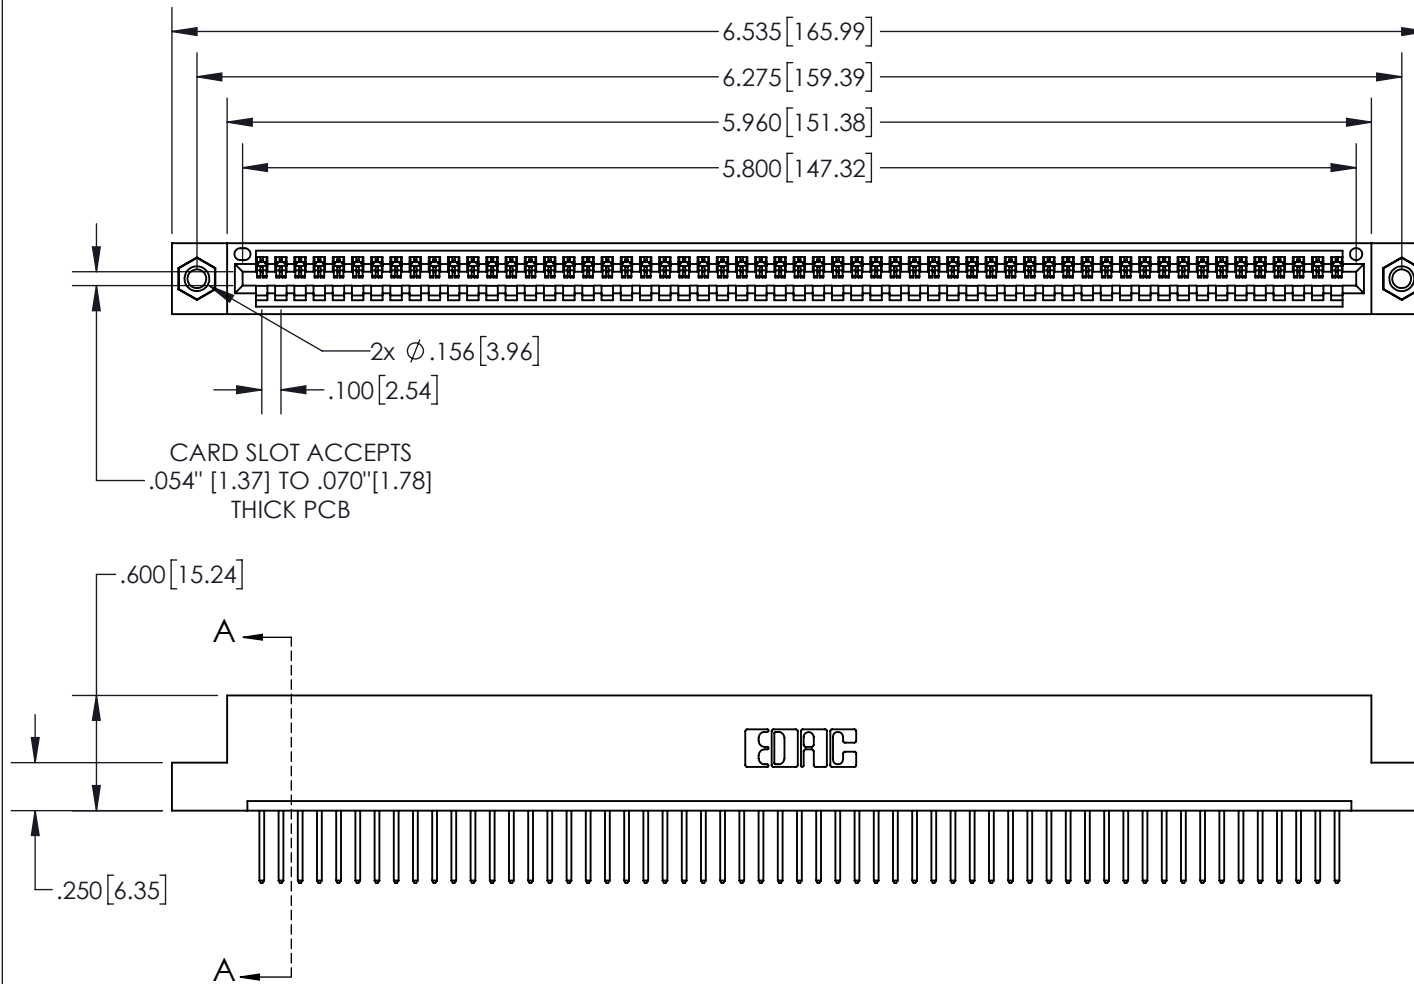 6.535[165.99]
6.275[159.39]
5.960[151.38]
5.800[147.32]
2x Ø.156[3.96]
.100[2.54]
CARD SLOT ACCEPTS
.054" [1.37] TO .070"[1.78]
THICK PCB
.600[15.24]
A
EDAC
.250[6.35]
A